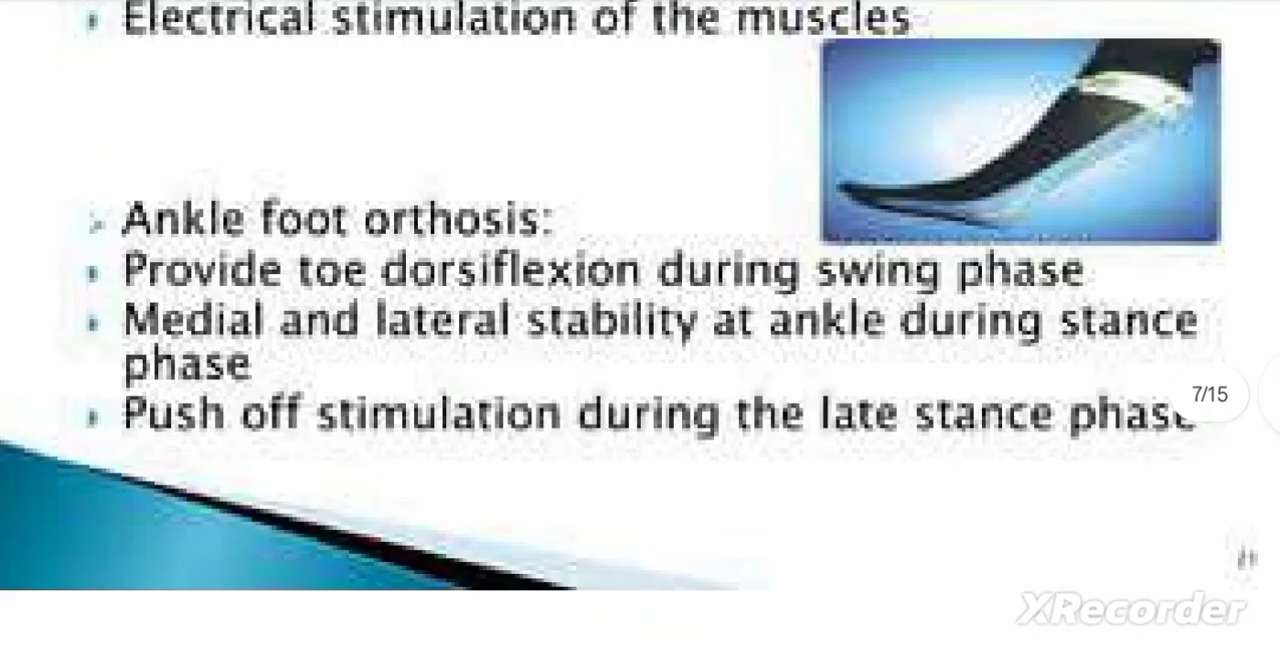 Electrical stimulation of the muscles
Ankle foot orthosis:
Provide toe dorsiflexion during swing phase
Medial and lateral stability at ankle during stance
phase
Push off stimulation during the late stance phase
7/15
XRecorder